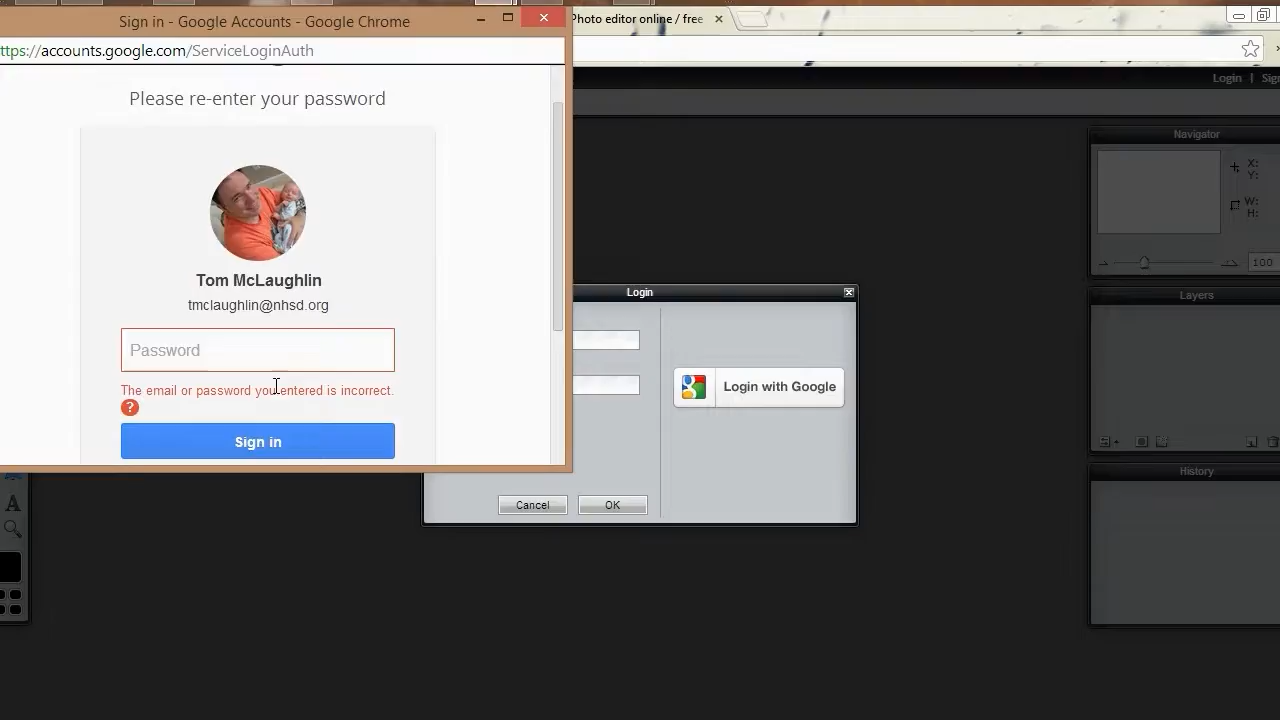 Sign in - Google Accounts - Google Chrome
ttps://accounts.google.com/ServiceLoginAuth
Please re-enter your password
Tom McLaughlin
tmclaughlin@nhsd.org
Password
The email or password you entered is incorrect.
?
Sign in
Photo editor online / free
Login | Sig
Navigator
X:
Y:
W:
H:
100
Layers
History
Login
Login with Google
Cancel
OK
A